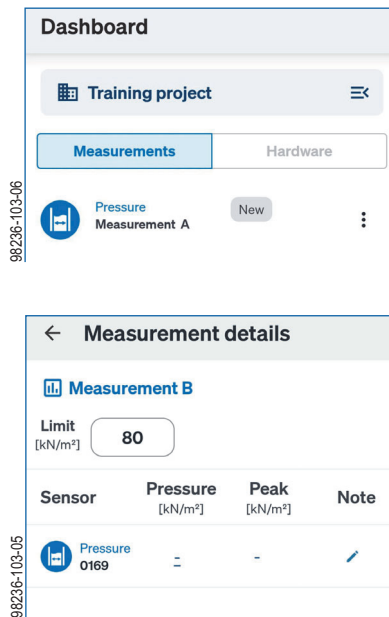 Dashboard
Training project
Measurements Hardware
Pressure New
Measurement A
98236-103-06
Measurement details
Measurement B
Limit
[kN/m²] 80
Sensor Pressure Peak Note
[kN/m²] [kN/m²]
Pressure
0169 - -
98236-103-05